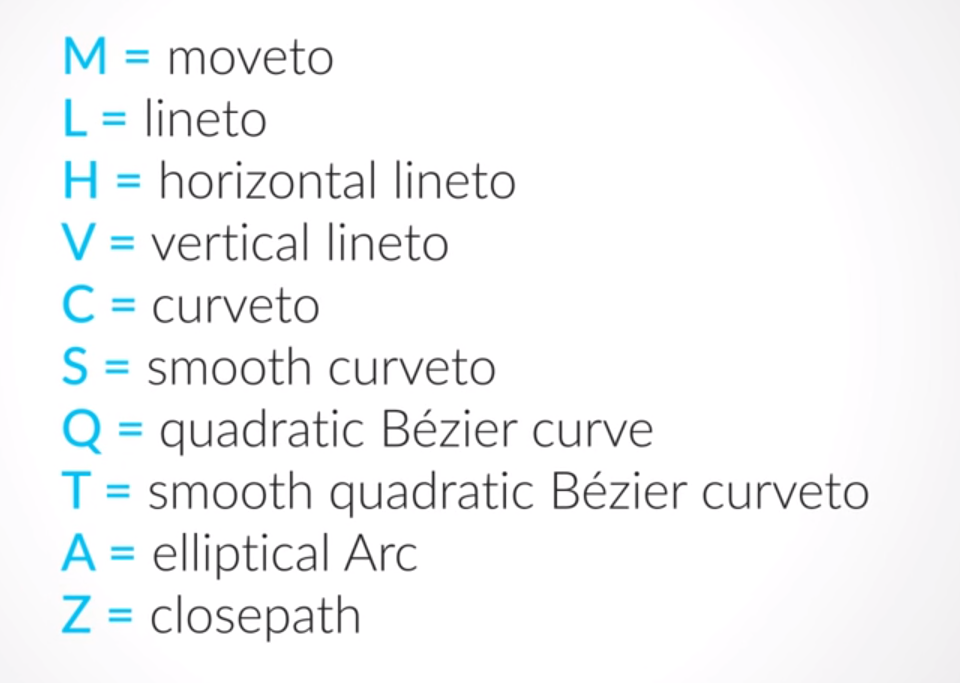 M = moveto
L = lineto
H = horizontal lineto
V = vertical lineto
C = curveto
S = smooth curveto
Q = quadratic Bézier curve
T = smooth quadratic Bézier curveto
A = elliptical Arc
Z = closepath